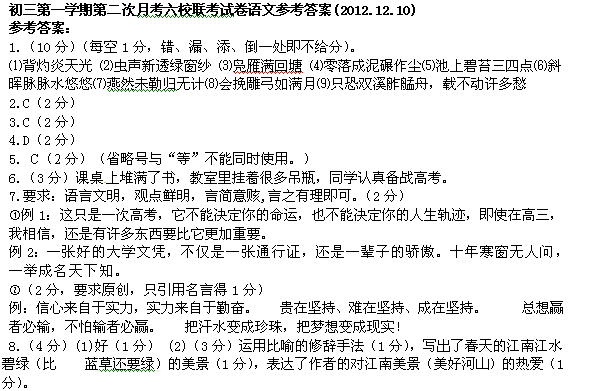 初三第一学期第二次月考六校联考试卷语文参考答案(2012.12.10)
参考答案:
1.(10 分)(每空 1 分，错、漏、添、倒一处即不给分)。
⑴背灼炎天光 ⑵虫声新透绿窗纱 ⑶凫雁满回塘 ⑷零落成泥碾作尘⑸池上碧苔三四点⑹斜
晖脉脉水悠悠⑺燕然未勒归无计⑻会挽雕弓如满月⑼只恐双溪舴艋舟，载不动许多愁
2.C(2 分)
3.C(2 分)
4.D(2 分)
5. C(2 分)(省略号与“等”不能同时使用。)
6.(3 分)课桌上堆满了书，教室里挂着很多吊瓶，同学认真备战高考。
7.要求：语言文明，观点鲜明，言简意赅,言之有理即可。(2 分)
①例 1：这只是一次高考，它不能决定你的命运，也不能决定你的人生轨迹，即使在高三，
我相信，还是有许多东西要比它更加重要。
例 2：一张好的大学文凭，不仅是一张通行证，还是一辈子的骄傲。十年寒窗无人问，
一举成名天下知。
①(2 分，要求原创，只引用名言得 1 分)
例：信心来自于实力，实力来自于勤奋。 贵在坚持、难在坚持、成在坚持。 总想赢
者必输，不怕输者必赢。 把汗水变成珍珠，把梦想变成现实!
8.(4 分)(1)好(1 分) (2)(3 分)运用比喻的修辞手法(1 分)，写出了春天的江南江水
碧绿(比 蓝草还要绿)的美景(1 分)，表达了作者的对江南美景(美好河山)的热爱(1
分)。